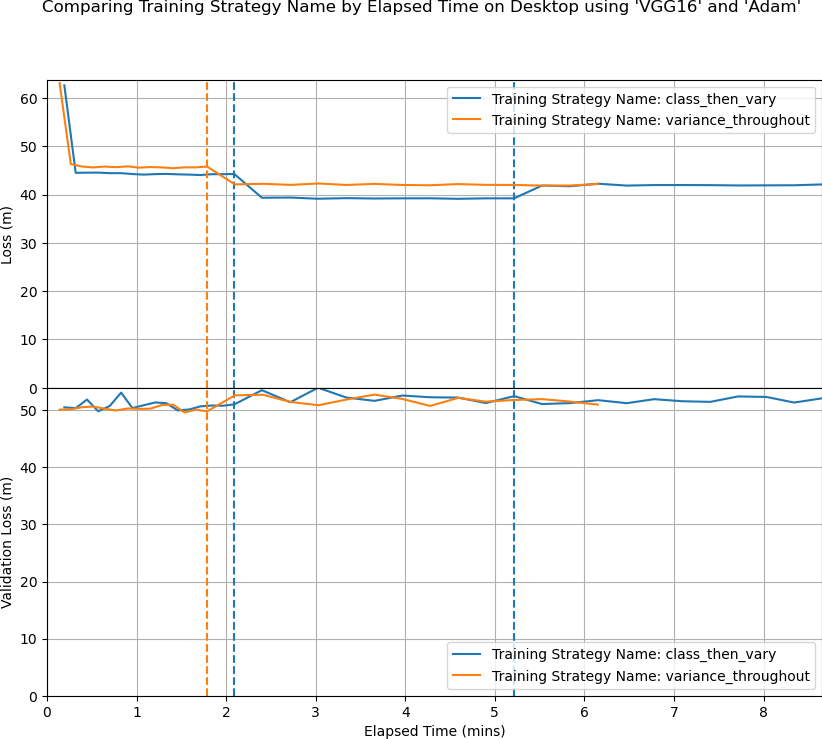 Comparing Training Strategy Name by Elapsed Time on Desktop using 'VGG16' and 'Adam'
60
50
40
30
20
10
0
Loss (m)
Training Strategy Name: class_then_vary
Training Strategy Name: variance_throughout
50
40
30
20
10
0
Validation Loss (m)
Training Strategy Name: class_then_vary
Training Strategy Name: variance_throughout
0 1 2 3 4 5 6 7 8
Elapsed Time (mins)